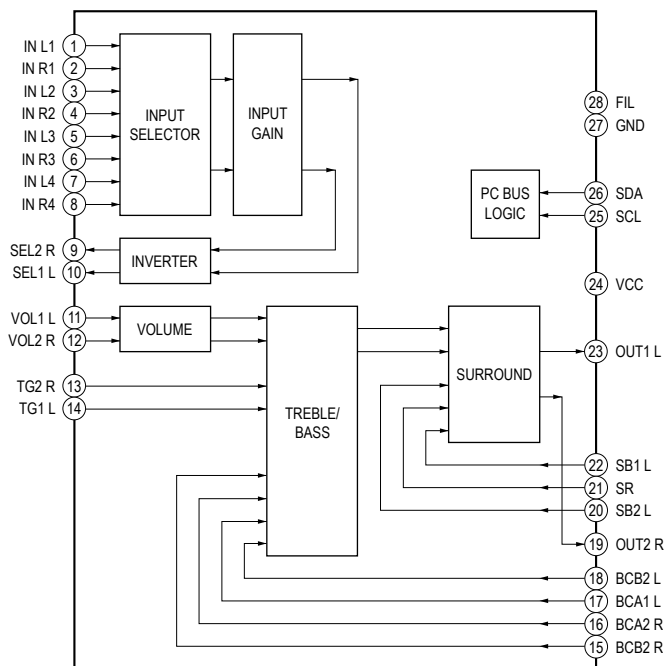 IN L1 1
IN R1 2
IN L2 3
IN R2 4
IN L3 5
IN R3 6
IN L4 7
IN R4 8
SEL2 R 9
SEL1 L 10
VOL1 L 11
VOL2 R 12
TG2 R 13
TG1 L 14
INPUT
SELECTOR
INPUT
GAIN
INVERTER
VOLUME
TREBLE/
BASS
PC BUS
LOGIC
SURROUND
28 FIL
27 GND
26 SDA
25 SCL
24 VCC
23 OUT1 L
22 SB1 L
21 SR
20 SB2 L
19 OUT2 R
18 BCB2 L
17 BCA1 L
16 BCA2 R
15 BCB2 R